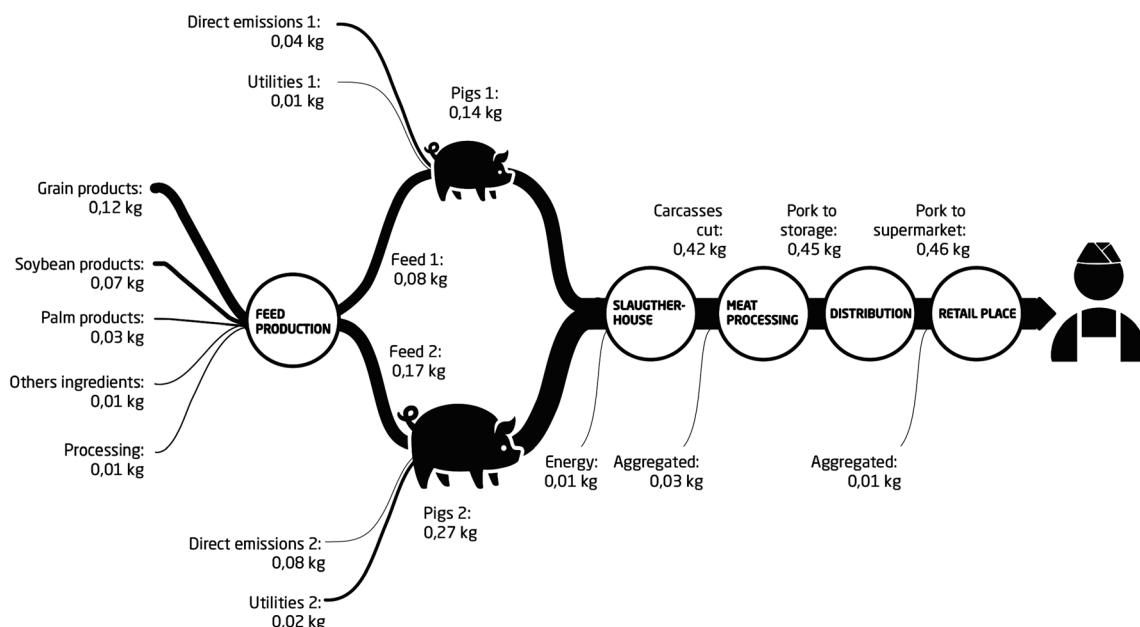 Direct emissions 1:
0,04 kg
Utilities 1:
0,01 kg
Pigs 1:
0,14 kg
Grain products:
0,12 kg
Soybean products:
0,07 kg
Palm products:
0,03 kg
Others ingredients:
0,01 kg
Processing:
0,01 kg
FEED
PRODUCTION
Feed 1:
0,08 kg
Feed 2:
0,17 kg
Pigs 2:
0,27 kg
Direct emissions 2:
0,08 kg
Utilities 2:
0,02 kg
Carcasses
cut:
0,42 kg
Pork to
storage:
0,45 kg
Pork to
supermarket:
0,46 kg
SLAUGTHER-
HOUSE
MEAT
PROCESSING
DISTRIBUTION
RETAIL PLACE
Energy:
0,01 kg
Aggregated:
0,03 kg
Aggregated:
0,01 kg